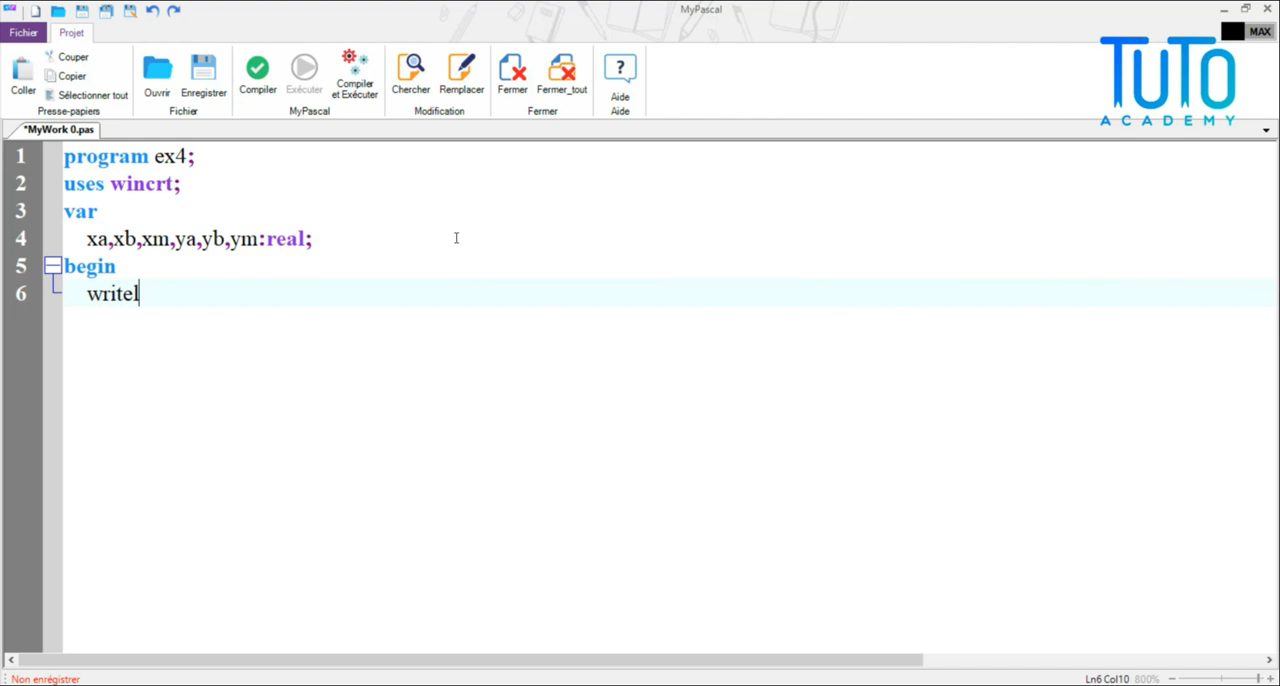 MyPascal
Fichier
Projet
MAX
Coller
Couper
Copier
Sélectionner tout
Presse-papiers
Ouvrir
Enregistrer
Fichier
Compiler
Exécuter
Compiler
et Exécuter
MyPascal
Chercher
Remplacer
Modification
Fermer
Fermer_tout
Fermer
Aide
Aide
TUTO
ACADEMY
*MyWork 0.pas
1 program ex4;
2 uses wincrt;
3 var
4 xa,xb,xm,ya,yb,ym:real;
5 begin
6 writel
Non enrégistrer
Ln6 Col10 800%